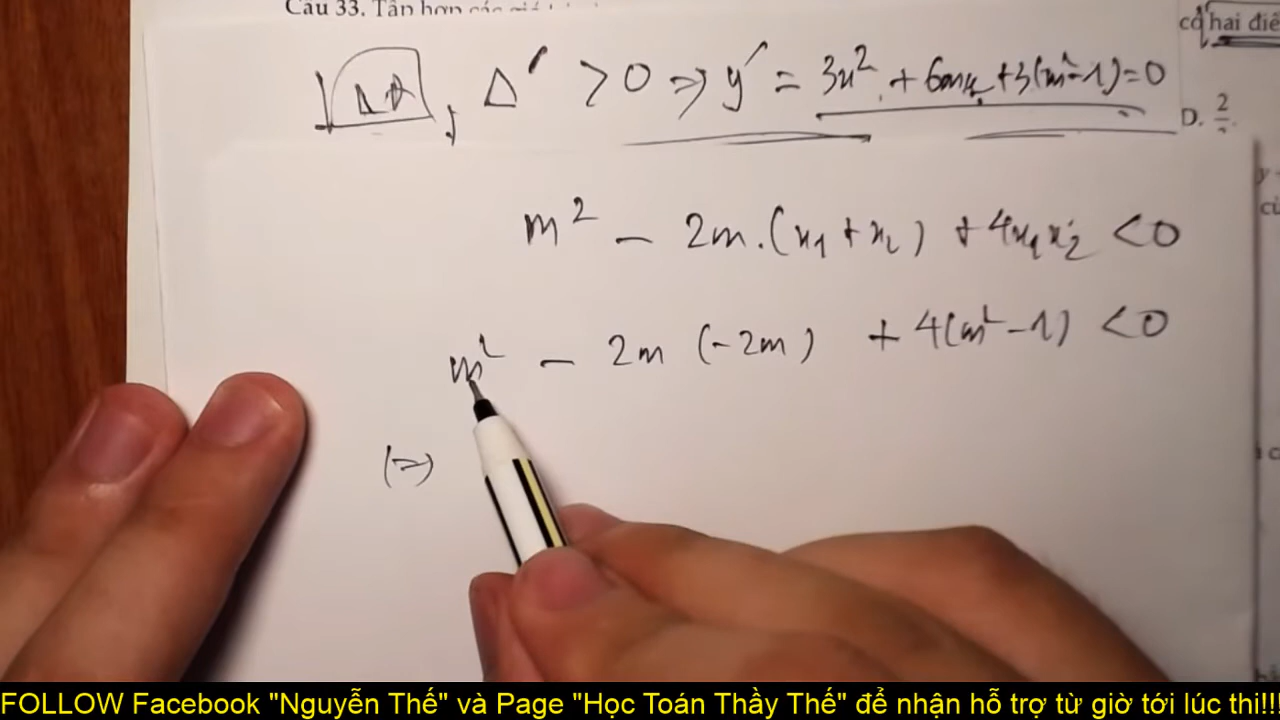 Câu 33. Tập hợp các giá
có hai điể
Δ' > 0 => y' = 3x² + 6mx + 3(m² - 1) = 0
D. 2
m² - 2m.(x₁ + x₂) + 4x₁x₂ < 0
m² - 2m (-2m) + 4(m² - 1) < 0
(=)
FOLLOW Facebook "Nguyễn Thế" và Page "Học Toán Thầy Thế" để nhận hỗ trợ từ giờ tới lúc thi!!!